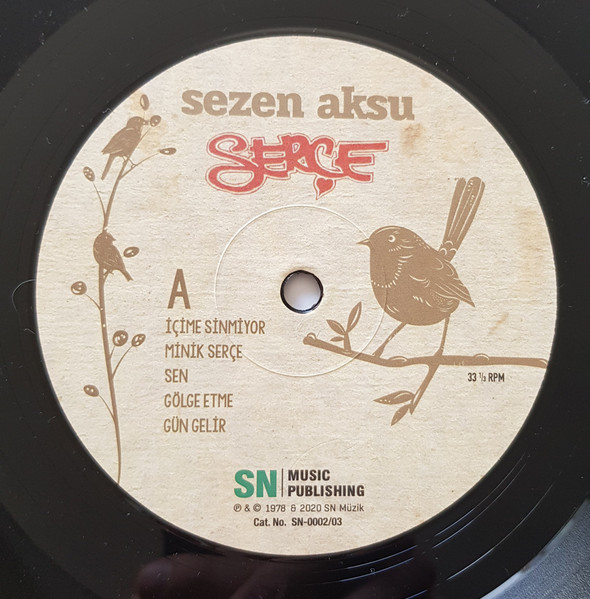 sezen aksu
SERÇE
A
İÇİME SİNMİYOR
MİNİK SERÇE
SEN
GÖLGE ETME
GÜN GELİR
33 ⅓ RPM
SN MUSIC
PUBLISHING
℗ & © 1978 & 2020 SN Müzik
Cat. No. SN-0002/03